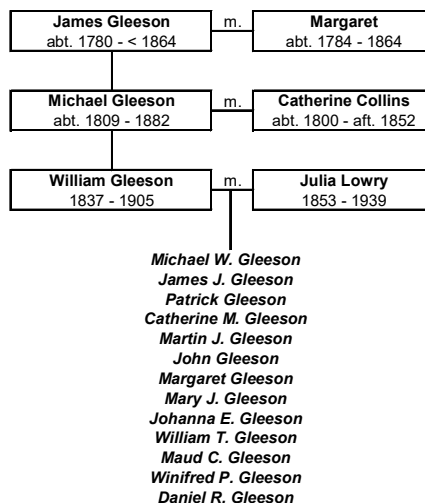 James Gleeson m. Margaret
abt. 1780 - < 1864 abt. 1784 - 1864
Michael Gleeson m. Catherine Collins
abt. 1809 - 1882 abt. 1800 - aft. 1852
William Gleeson m. Julia Lowry
1837 - 1905 1853 - 1939
Michael W. Gleeson
James J. Gleeson
Patrick Gleeson
Catherine M. Gleeson
Martin J. Gleeson
John Gleeson
Margaret Gleeson
Mary J. Gleeson
Johanna E. Gleeson
William T. Gleeson
Maud C. Gleeson
Winifred P. Gleeson
Daniel R. Gleeson